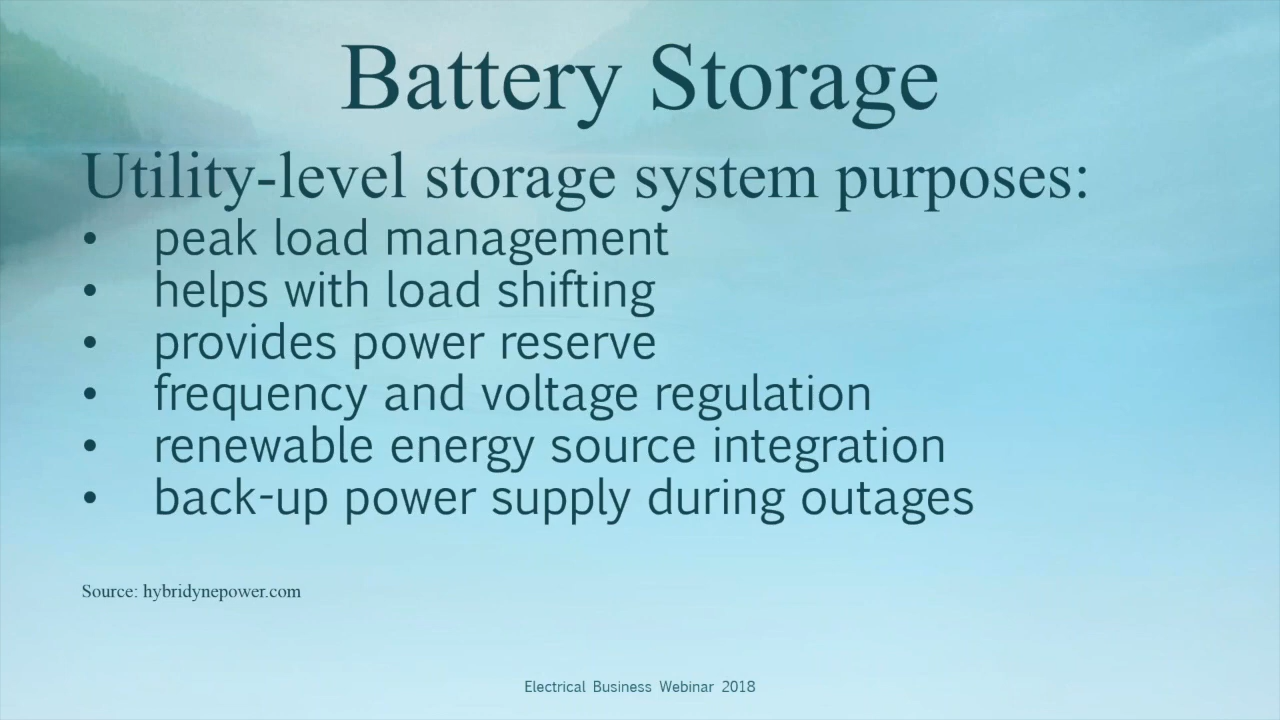 Battery Storage
Utility-level storage system purposes:
• peak load management
• helps with load shifting
• provides power reserve
• frequency and voltage regulation
• renewable energy source integration
• back-up power supply during outages
Source: hybridynepower.com
Electrical Business Webinar 2018